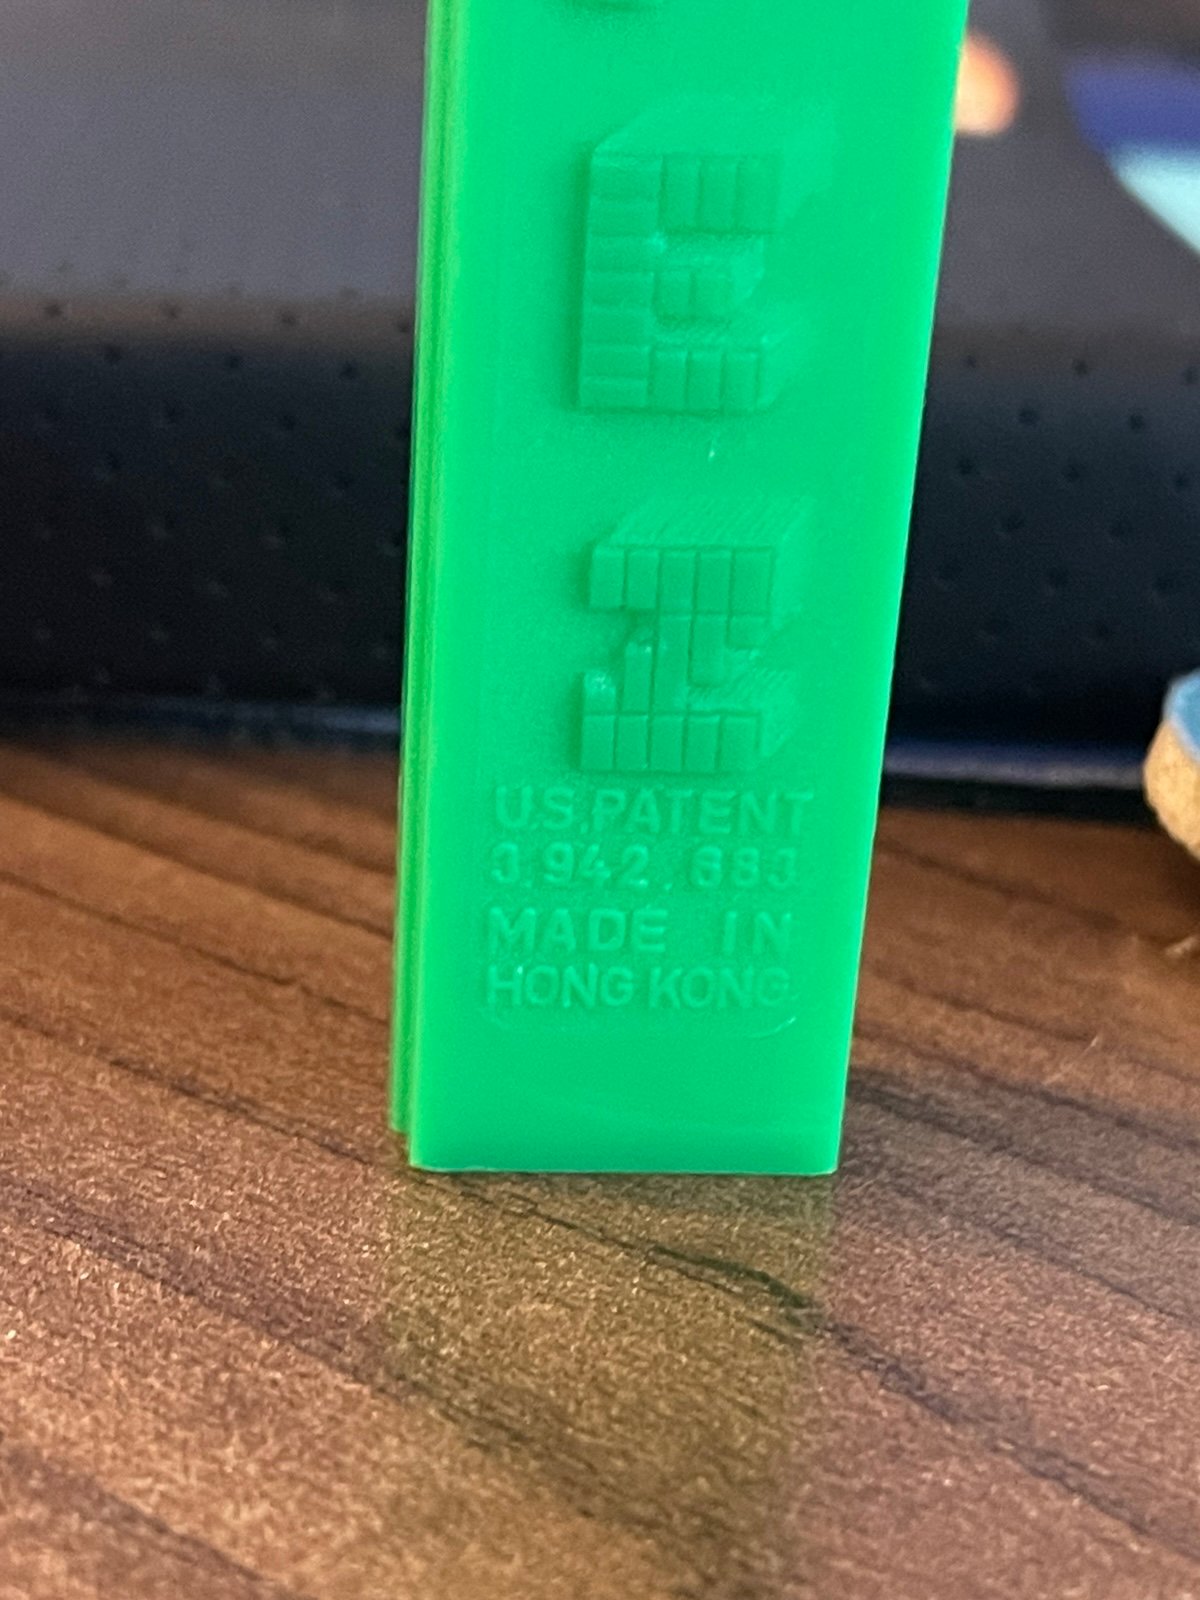 E
Z
U.S. PATENT
3,942,683
MADE IN
HONG KONG